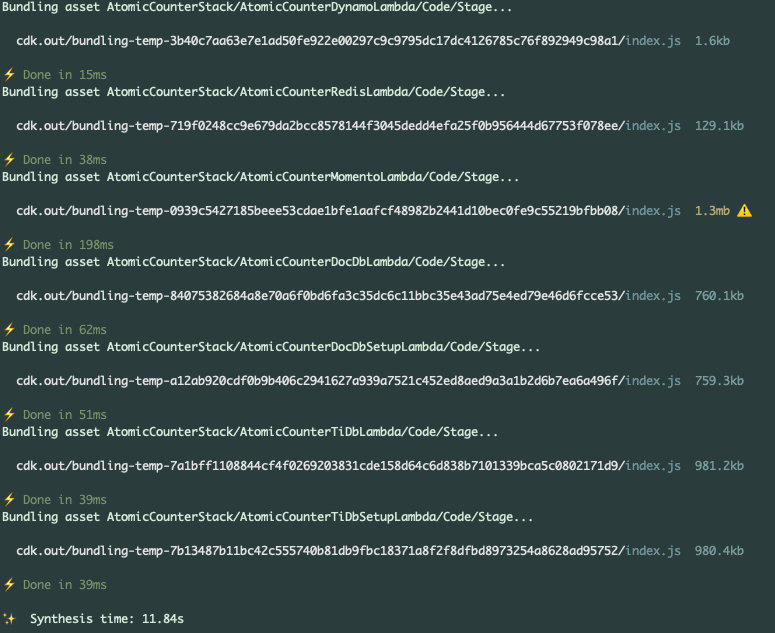 Bundling asset AtomicCounterStack/AtomicCounterDynamoLambda/Code/Stage...
cdk.out/bundling-temp-3b40c7aa63e7e1ad50fe922e00297c9c9795dc17dc4126785c76f892949c98a1/index.js 1.6kb
⚡ Done in 15ms
Bundling asset AtomicCounterStack/AtomicCounterRedisLambda/Code/Stage...
cdk.out/bundling-temp-719f0248cc9e679da2bcc8578144f3045dedd4efa25f0b956444d67753f078ee/index.js 129.1kb
⚡ Done in 38ms
Bundling asset AtomicCounterStack/AtomicCounterMomentoLambda/Code/Stage...
cdk.out/bundling-temp-0939c5427185beee53cdae1bfe1aafcf48982b2441d10bec0fe9c55219bfbb08/index.js 1.3mb ⚠️
⚡ Done in 198ms
Bundling asset AtomicCounterStack/AtomicCounterDocDbLambda/Code/Stage...
cdk.out/bundling-temp-84075382684a8e70a6f0bd6fa3c35dc6c11bbc35e43ad75e4ed79e46d6fcce53/index.js 760.1kb
⚡ Done in 62ms
Bundling asset AtomicCounterStack/AtomicCounterDocDbSetupLambda/Code/Stage...
cdk.out/bundling-temp-a12ab920cdf0b9b406c2941627a939a7521c452ed8aed9a3a1b2d6b7ea6a496f/index.js 759.3kb
⚡ Done in 51ms
Bundling asset AtomicCounterStack/AtomicCounterTiDbLambda/Code/Stage...
cdk.out/bundling-temp-7a1bff1108844cf4f0269203831cde158d64c6d838b7101339bca5c0802171d9/index.js 981.2kb
⚡ Done in 39ms
Bundling asset AtomicCounterStack/AtomicCounterTiDbSetupLambda/Code/Stage...
cdk.out/bundling-temp-7b13487b11bc42c555740b81db9fbc18371a8f2f8dfbd8973254a8628ad95752/index.js 980.4kb
⚡ Done in 39ms
✨ Synthesis time: 11.84s